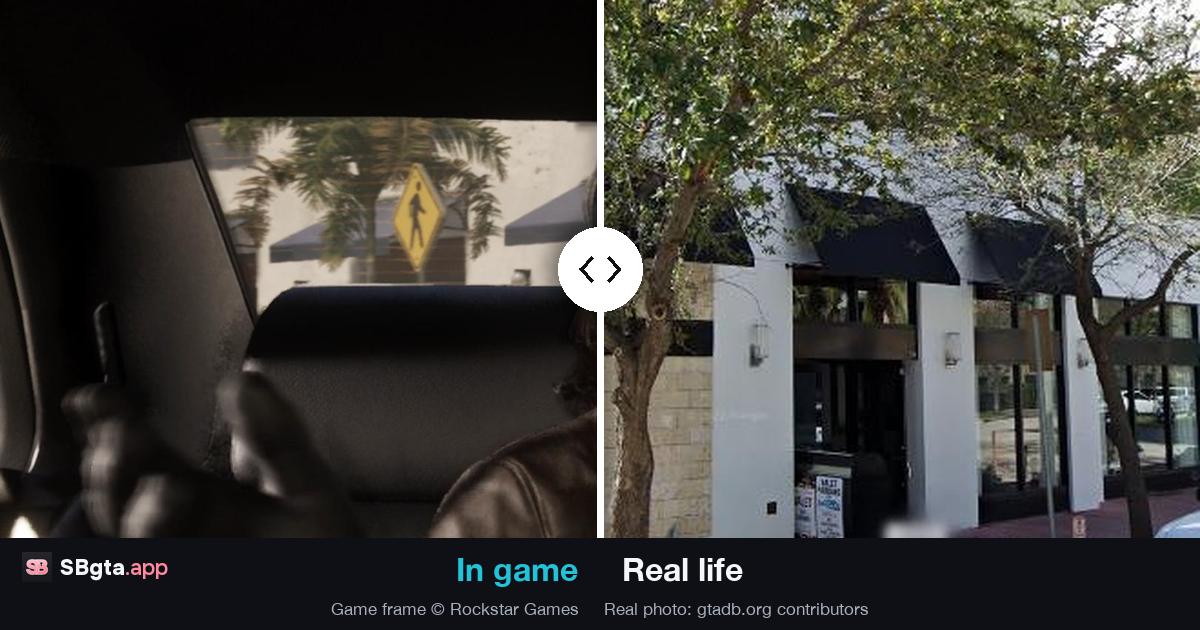 SB SBgta.app
In game
Real life
Game frame © Rockstar Games
Real photo: gtadb.org contributors